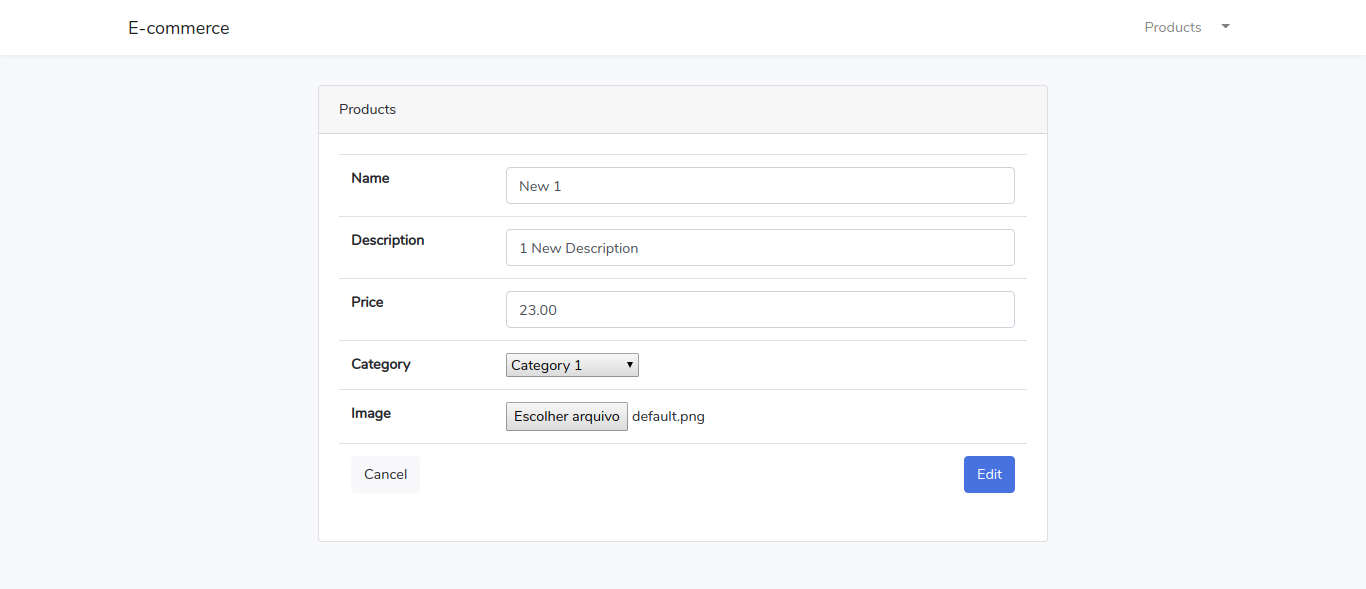 E-commerce Products
Products
Name New 1
Description 1 New Description
Price 23.00
Category Category 1
Image Escolher arquivo default.png
Cancel Edit